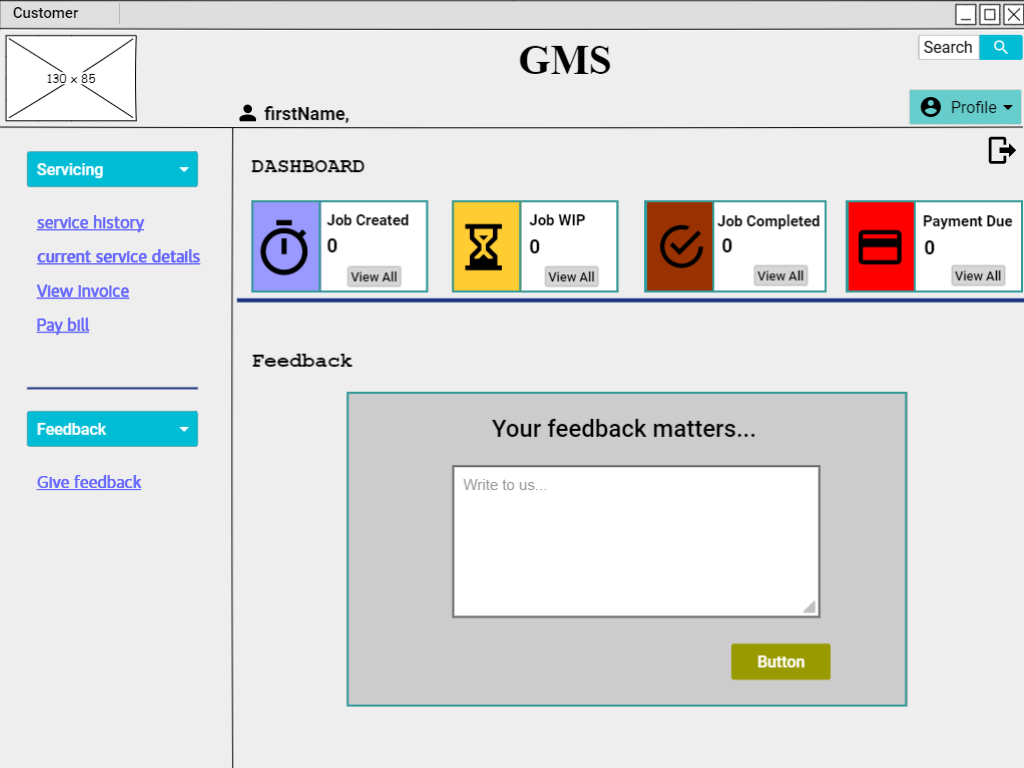 Customer
130 x 85
GMS
Search
firstName,
Profile
Servicing
service history
current service details
View Invoice
Pay bill
Feedback
Give feedback
DASHBOARD
Job Created
0
View All
Job WIP
0
View All
Job Completed
0
View All
Payment Due
0
View All
Feedback
Your feedback matters...
Write to us...
Button